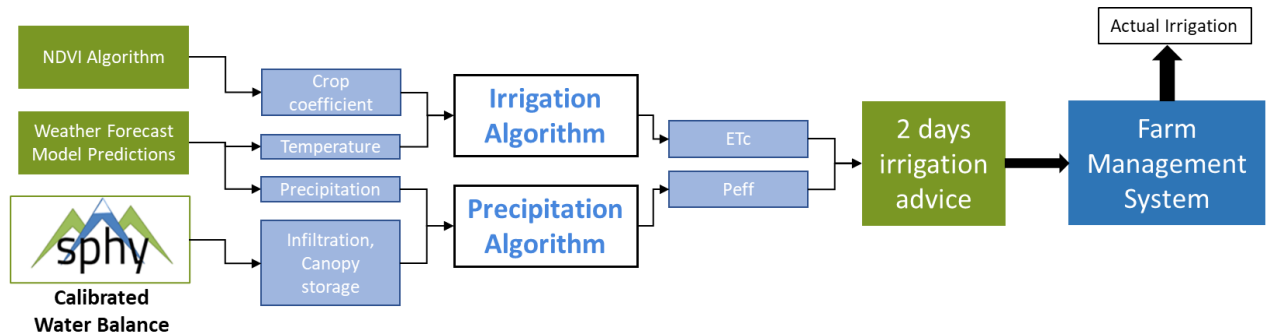 NDVI Algorithm
Weather Forecast
Model Predictions
sphy
Calibrated
Water Balance
Crop
coefficient
Temperature
Precipitation
Infiltration,
Canopy
storage
Irrigation
Algorithm
Precipitation
Algorithm
ETc
Peff
2 days
irrigation
advice
Actual Irrigation
Farm
Management
System